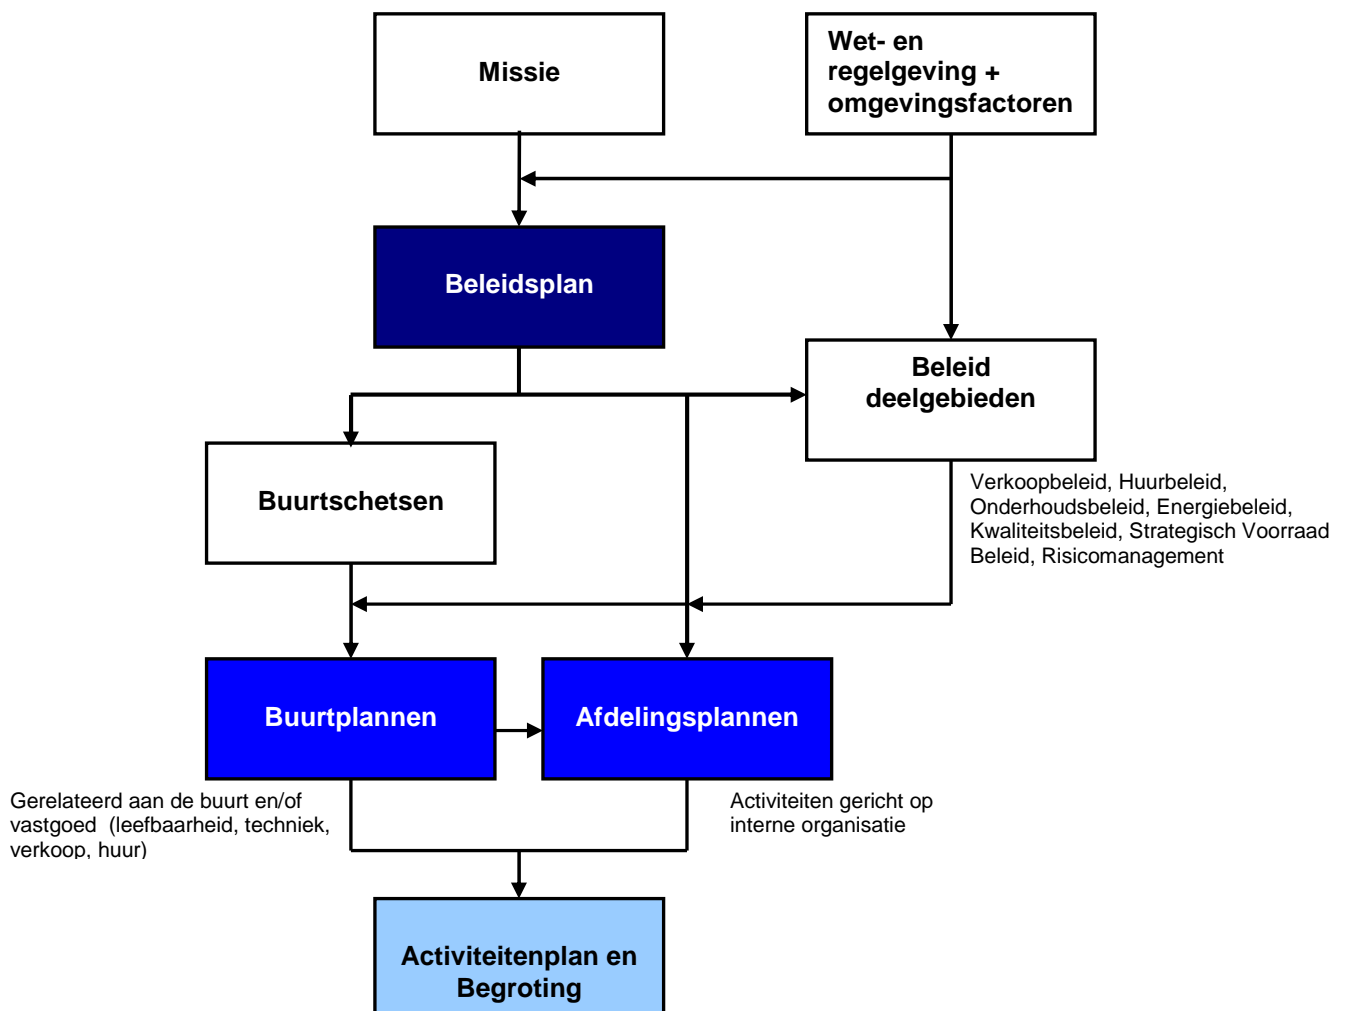 Missie
Wet- en
regelgeving +
omgevingsfactoren
Beleidsplan
Beleid
deelgebieden
Buurtschetsen
Verkoopbeleid, Huurbeleid,
Onderhoudsbeleid, Energiebeleid,
Kwaliteitsbeleid, Strategisch Voorraad
Beleid, Risicomanagement
Buurtplannen
Afdelingsplannen
Gerelateerd aan de buurt en/of
vastgoed (leefbaarheid, techniek,
verkoop, huur)
Activiteiten gericht op
interne organisatie
Activiteitenplan en
Begroting